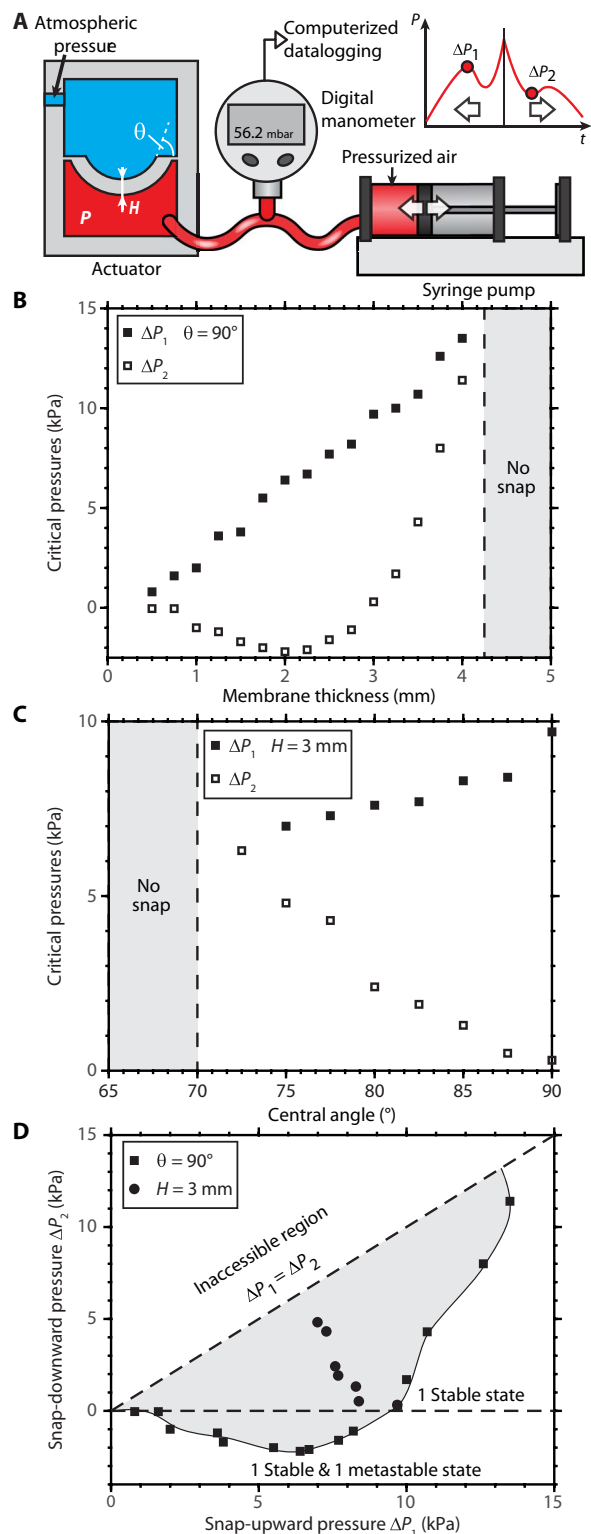 A
Atmospheric
pressure
Computerized
datalogging
Digital
manometer
56.2 mbar
P
ΔP1
ΔP2
t
θ
H
P
Pressurized air
Actuator
Syringe pump
B
ΔP1 θ = 90°
ΔP2
No
snap
Critical pressures (kPa)
15
10
5
0
0 1 2 3 4 5
Membrane thickness (mm)
C
ΔP1 H = 3 mm
ΔP2
No
snap
Critical pressures (kPa)
10
5
0
65 70 75 80 85 90
Central angle (°)
D
θ = 90°
H = 3 mm
Inaccessible region
ΔP1 = ΔP2
1 Stable state
1 Stable & 1 metastable state
Snap-downward pressure ΔP2 (kPa)
15
10
5
0
0 5 10 15
Snap-upward pressure ΔP1 (kPa)